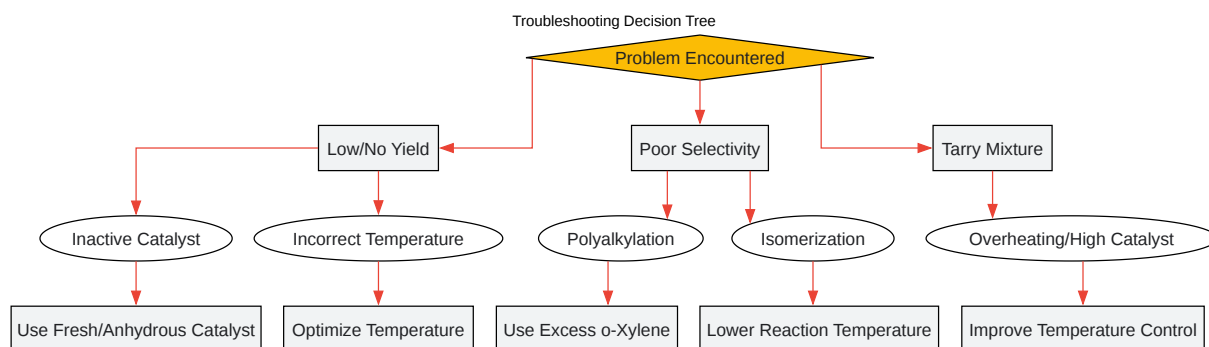 Troubleshooting Decision Tree
Problem Encountered
Low/No Yield
Poor Selectivity
Tarry Mixture
Inactive Catalyst
Incorrect Temperature
Polyalkylation
Isomerization
Overheating/High Catalyst
Use Fresh/Anhydrous Catalyst
Optimize Temperature
Use Excess o-Xylene
Lower Reaction Temperature
Improve Temperature Control